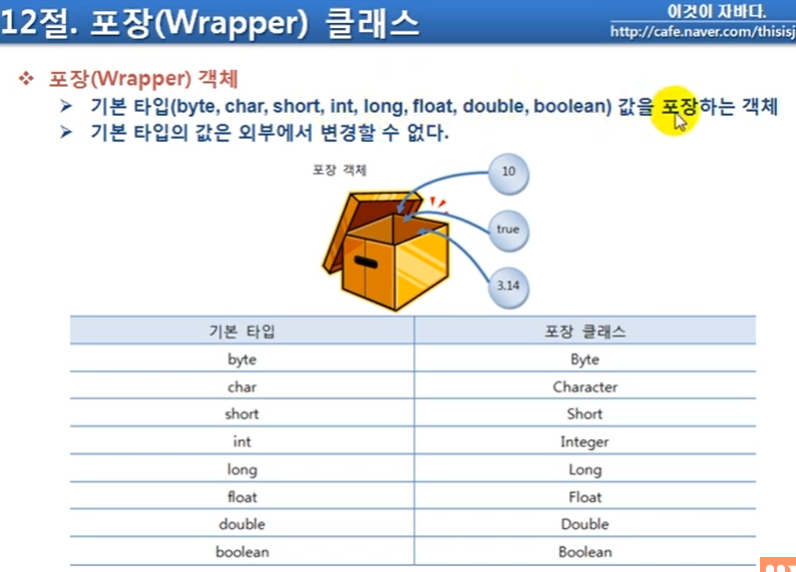 12절. 포장(Wrapper) 클래스
이것이 자바다.
http://cafe.naver.com/thisisj
포장(Wrapper) 객체
기본 타입(byte, char, short, int, long, float, double, boolean) 값을 포장하는 객체
기본 타입의 값은 외부에서 변경할 수 없다.
포장 객체
10
true
3.14
기본 타입 포장 클래스
byte Byte
char Character
short Short
int Integer
long Long
float Float
double Double
boolean Boolean